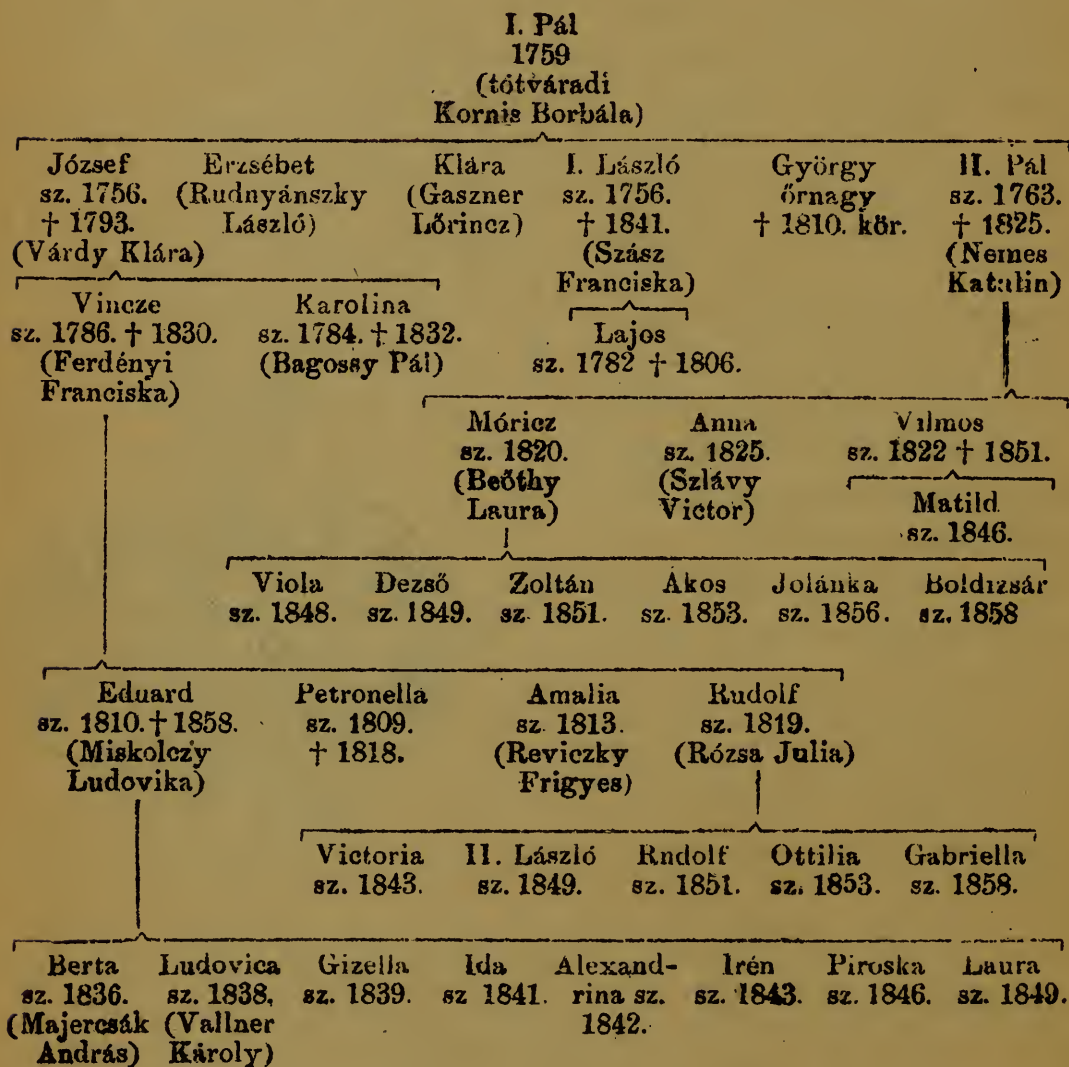 I. Pál
1759
(tótváradi
Kornis Borbála)
József Erzsébet Klára I. László György II. Pál
sz. 1756. (Rudnyánszky (Gaszner sz. 1756. őrnagy sz. 1763.
† 1793. László) Lőrincz) † 1841. † 1810. kör. † 1825.
(Várdy Klára) (Szász (Nemes
Franciska) Katalin)
Vincze Karolina Lajos
sz. 1786. † 1830. sz. 1784. † 1832. sz. 1782 † 1806.
(Ferdényi (Bagossy Pál)
Franciska)
Móricz Anna Vilmos
sz. 1820. sz. 1825. sz. 1822 † 1851.
(Beőthy (Szlávy Matild
Laura) Victor) sz. 1846.
Viola Dezső Zoltán Ákos Jolánka Boldizsár
sz. 1848. sz. 1849. sz. 1851. sz. 1853. sz. 1856. sz. 1858
Eduard Petronella Amalia Rudolf
sz. 1810. † 1858. sz. 1809. sz. 1813. sz. 1819.
(Miskolczy † 1818. (Reviczky (Rózsa Julia)
Ludovika) Frigyes)
Victoria II. László Rudolf Ottilia Gabriella
sz. 1843. sz. 1849. sz. 1851. sz. 1853. sz. 1858.
Berta Ludovica Gizella Ida Alexand- Irén Piroska Laura
sz. 1836. sz. 1838, sz. 1839. sz 1841. rina sz. sz. 1843. sz. 1846. sz. 1849.
(Majercsák (Vallner 1842.
András) Károly)